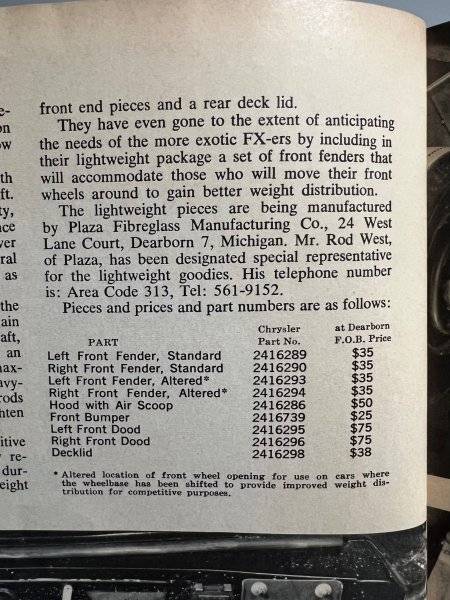 front end pieces and a rear deck lid.
They have even gone to the extent of anticipating
the needs of the more exotic FX-ers by including in
their lightweight package a set of front fenders that
will accommodate those who will move their front
wheels around to gain better weight distribution.
The lightweight pieces are being manufactured
by Plaza Fibreglass Manufacturing Co., 24 West
Lane Court, Dearborn 7, Michigan. Mr. Rod West,
of Plaza, has been designated special representative
for the lightweight goodies. His telephone number
is: Area Code 313, Tel: 561-9152.
Pieces and prices and part numbers are as follows:
Chrysler at Dearborn
PART Part No. F.O.B. Price
Left Front Fender, Standard 2416289 $35
Right Front Fender, Standard 2416290 $35
Left Front Fender, Altered* 2416293 $35
Right Front Fender, Altered* 2416294 $35
Hood with Air Scoop 2416286 $50
Front Bumper 2416739 $25
Left Front Dood 2416295 $75
Right Front Dood 2416296 $75
Decklid 2416298 $38
* Altered location of front wheel opening for use on cars where
the wheelbase has been shifted to provide improved weight dis-
tribution for competitive purposes.